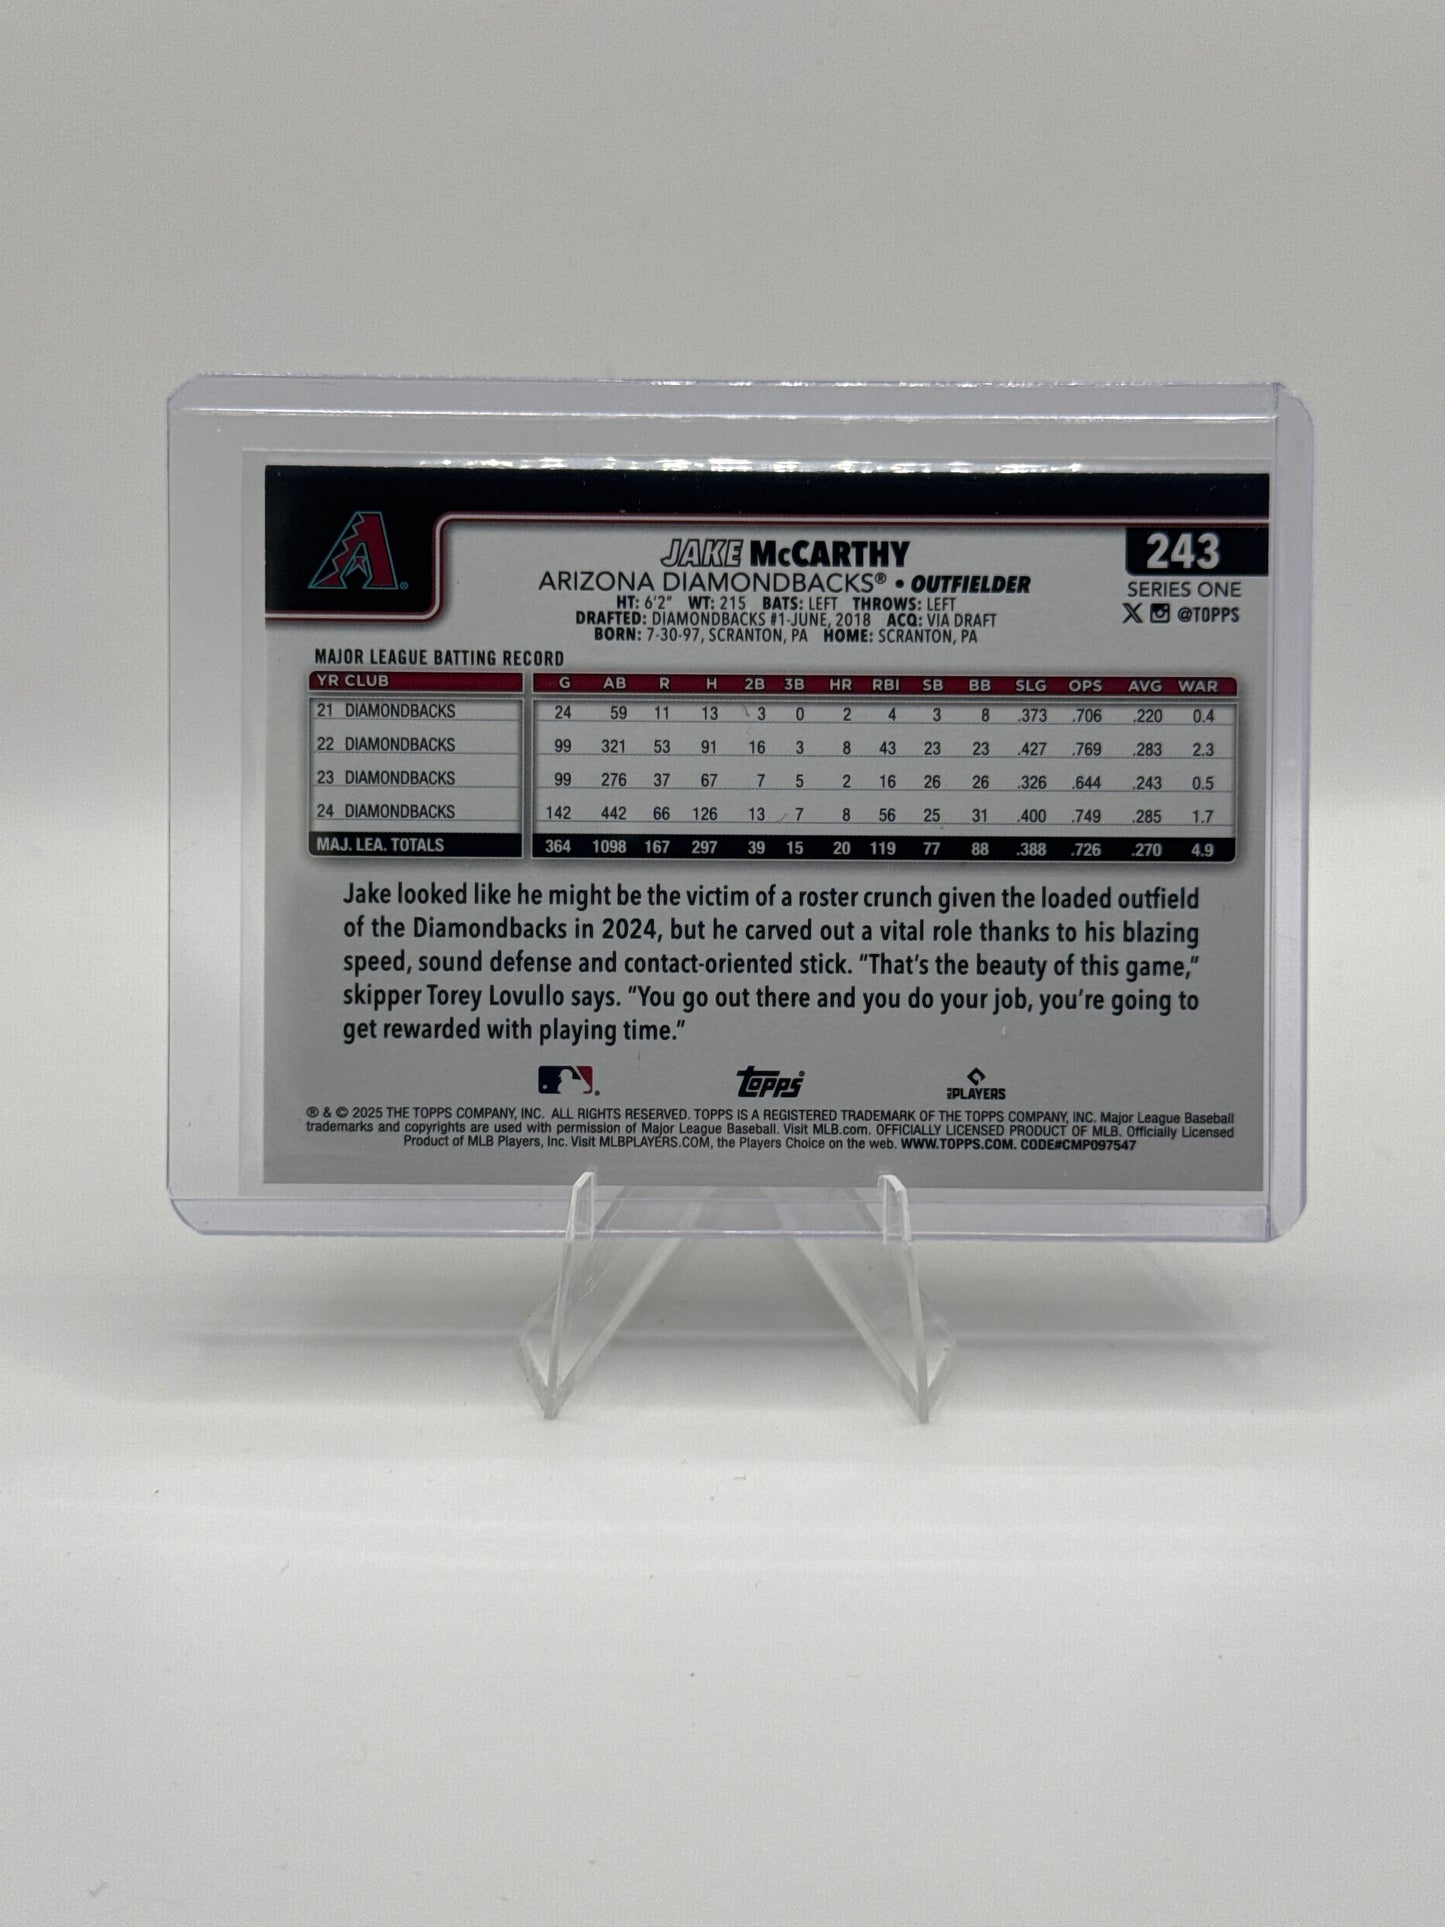 A
JAKE McCARTHY
243
ARIZONA DIAMONDBACKS® • OUTFIELDER
SERIES ONE
HT: 6'2" WT: 215 BATS: LEFT THROWS: LEFT
@TOPPS
DRAFTED: DIAMONDBACKS #1-JUNE, 2018 ACQ: VIA DRAFT
BORN: 7-30-97, SCRANTON, PA HOME: SCRANTON, PA
MAJOR LEAGUE BATTING RECORD
YR CLUB G AB R H 2B 3B HR RBI SB BB SLG OPS AVG WAR
21 DIAMONDBACKS 24 59 11 13 3 0 2 4 3 8 .373 .706 .220 0.4
22 DIAMONDBACKS 99 321 53 91 16 3 8 43 23 23 .427 .769 .283 2.3
23 DIAMONDBACKS 99 276 37 67 7 5 2 16 26 26 .326 .644 .243 0.5
24 DIAMONDBACKS 142 442 66 126 13 7 8 56 25 31 .400 .749 .285 1.7
MAJ. LEA. TOTALS 364 1098 167 297 39 15 20 119 77 88 .388 .726 .270 4.9
Jake looked like he might be the victim of a roster crunch given the loaded outfield
of the Diamondbacks in 2024, but he carved out a vital role thanks to his blazing
speed, sound defense and contact-oriented stick. "That's the beauty of this game,"
skipper Torey Lovullo says. "You go out there and you do your job, you're going to
get rewarded with playing time."
Topps®
MLB PLAYERS
® & © 2025 THE TOPPS COMPANY, INC. ALL RIGHTS RESERVED. TOPPS IS A REGISTERED TRADEMARK OF THE TOPPS COMPANY, INC. Major League Baseball
trademarks and copyrights are used with permission of Major League Baseball. Visit MLB.com. OFFICIALLY LICENSED PRODUCT OF MLB. Officially Licensed
Product of MLB Players, Inc. Visit MLBPLAYERS.COM, the Players Choice on the web. WWW.TOPPS.COM. CODE#CMP097547